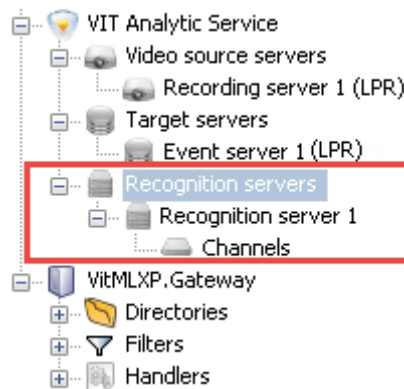 VIT Analytic Service
Video source servers
Recording server 1 (LPR)
Target servers
Event server 1 (LPR)
Recognition servers
Recognition server 1
Channels
VitMLXP.Gateway
Directories
Filters
Handlers